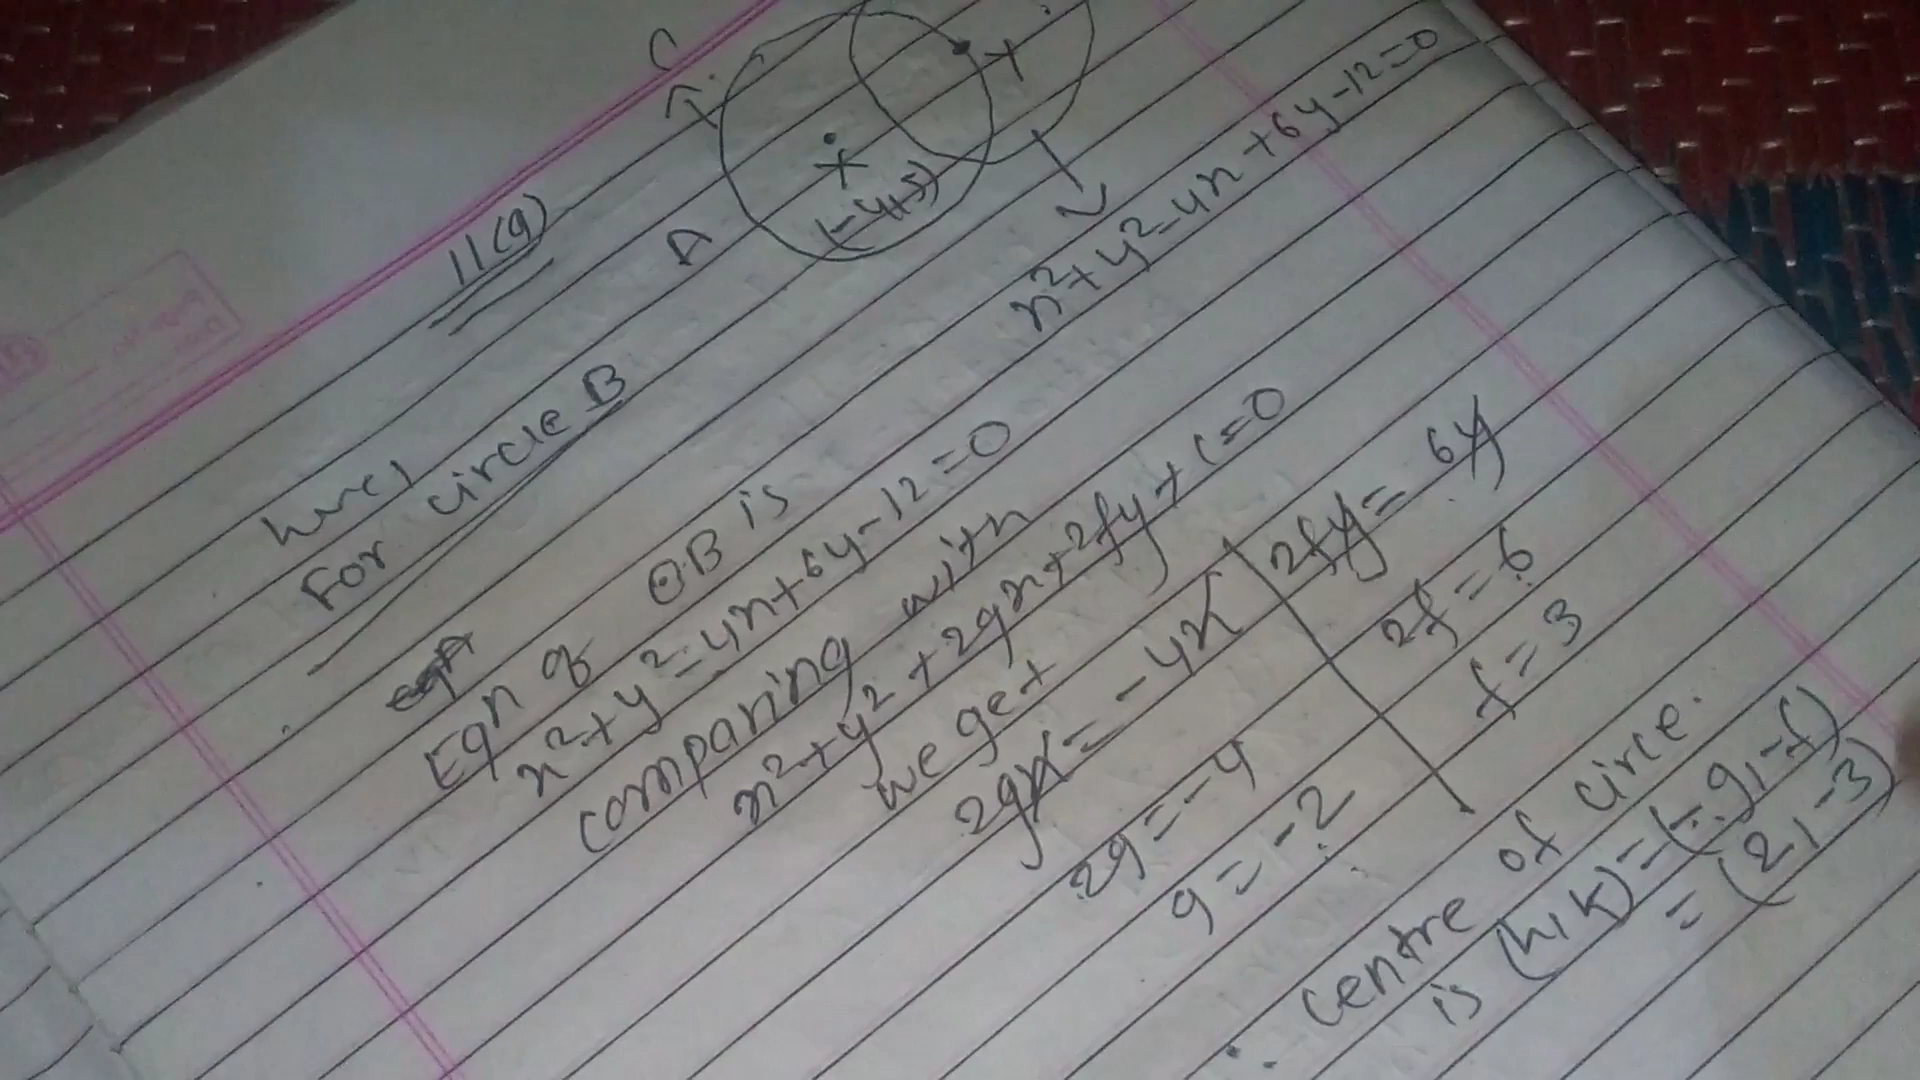 11(9)
C
Y
X
(-4,5)
A
x²+y²-4x+6y-12=0
For circle B
Eqn of ⊙B is
x²+y²-4x+6y-12=0
comparing with
x²+y²+2gx+2fy+c=0
we get
2gx=-4x
2g=-4
g=-2
2fy=6y
2f=6
f=3
centre of circe.
is (h,k)=(-g,-f)
=(2,-3)